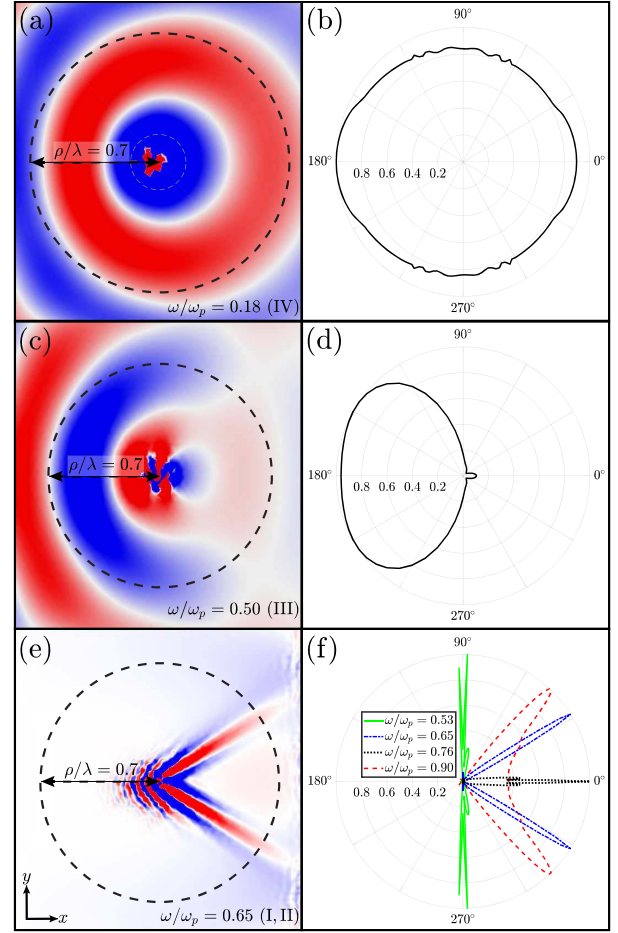 (a)
ρ/λ = 0.7
ω/ω_p = 0.18 (IV)
(b)
90°
180°
0.8 0.6 0.4 0.2
0°
270°
(c)
ρ/λ = 0.7
ω/ω_p = 0.50 (III)
(d)
90°
180°
0.8 0.6 0.4 0.2
0°
270°
(e)
ρ/λ = 0.7
y
x
ω/ω_p = 0.65 (I, II)
(f)
90°
ω/ω_p = 0.53
ω/ω_p = 0.65
ω/ω_p = 0.76
ω/ω_p = 0.90
180°
0.8 0.6 0.4 0.2
0°
270°